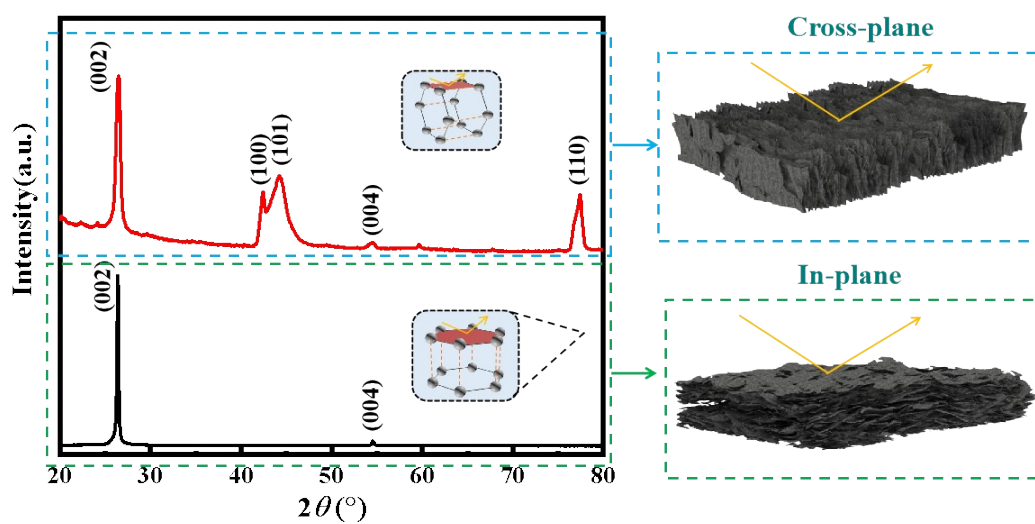 Cross-plane
(002)
(100)
(101)
(004)
(110)
Intensity(a.u.)
In-plane
(002)
(004)
20 30 40 50 60 70 80
2θ(°)